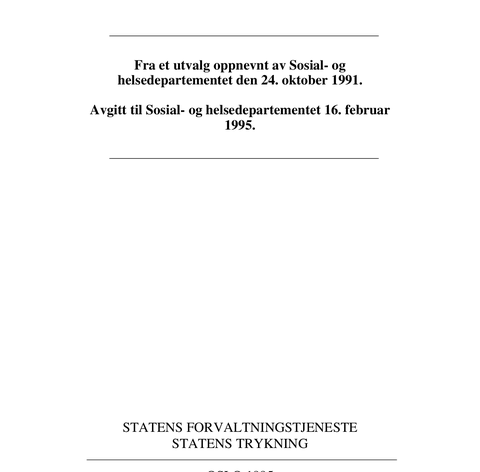 Fra et utvalg oppnevnt av Sosial- og
helsedepartementet den 24. oktober 1991.
Avgitt til Sosial- og helsedepartementet 16. februar
1995.
STATENS FORVALTNINGSTJENESTE
STATENS TRYKNING